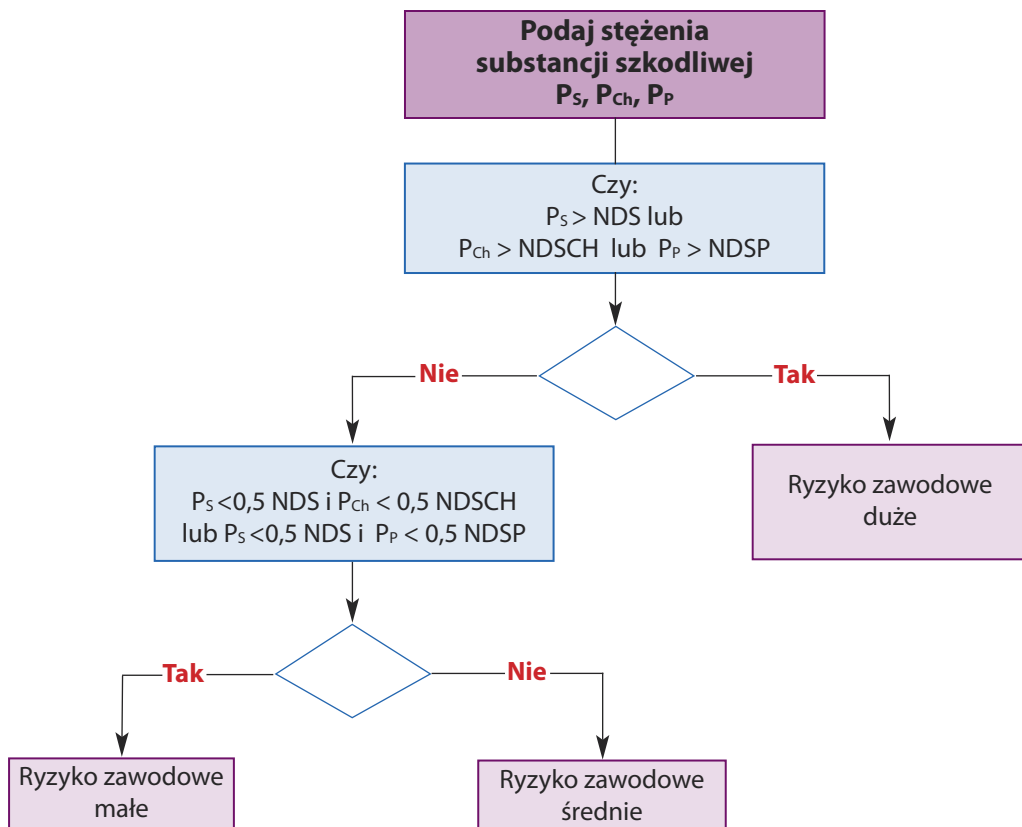 Podaj stężenia
substancji szkodliwej
PS, PCh, PP
Czy:
PS > NDS lub
PCh > NDSCH lub PP > NDSP
Nie
Tak
Czy:
PS <0,5 NDS i PCh < 0,5 NDSCH
lub PS <0,5 NDS i PP < 0,5 NDSP
Ryzyko zawodowe
duże
Tak
Nie
Ryzyko zawodowe
małe
Ryzyko zawodowe
średnie